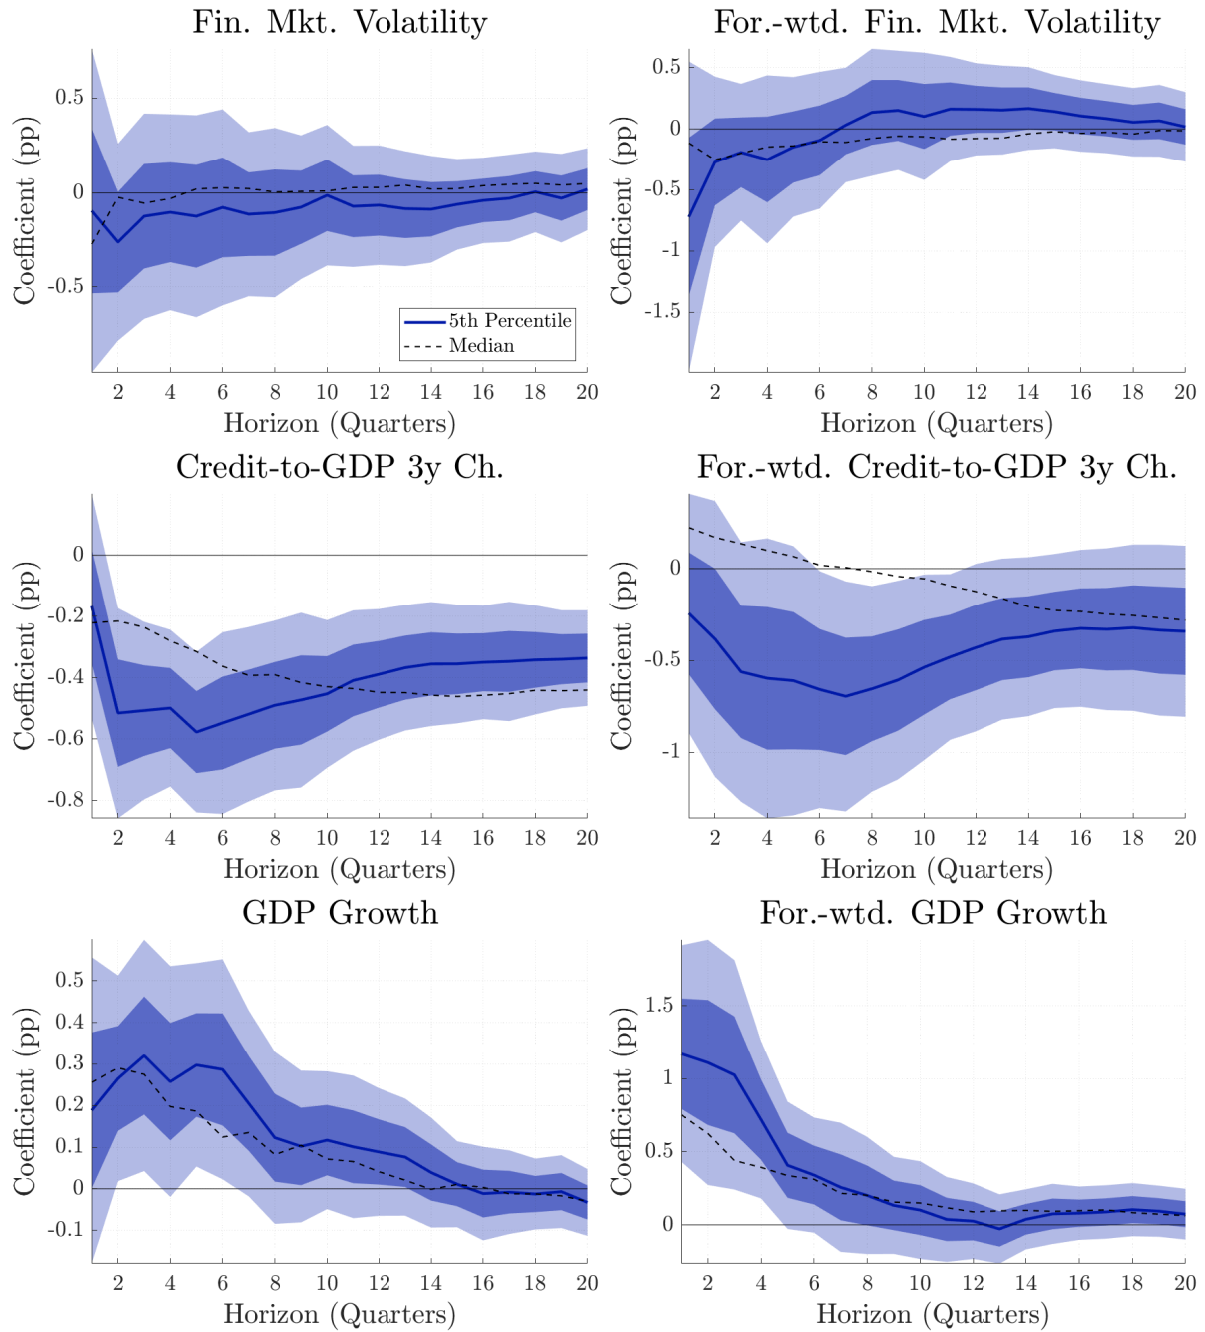 Fin. Mkt. Volatility
Coefficient (pp)
0.5
0
-0.5
5th Percentile
Median
2 4 6 8 10 12 14 16 18 20
Horizon (Quarters)
For.-wtd. Fin. Mkt. Volatility
Coefficient (pp)
0.5
0
-0.5
-1
-1.5
2 4 6 8 10 12 14 16 18 20
Horizon (Quarters)
Credit-to-GDP 3y Ch.
Coefficient (pp)
0
-0.2
-0.4
-0.6
-0.8
2 4 6 8 10 12 14 16 18 20
Horizon (Quarters)
For.-wtd. Credit-to-GDP 3y Ch.
Coefficient (pp)
0
-0.5
-1
2 4 6 8 10 12 14 16 18 20
Horizon (Quarters)
GDP Growth
Coefficient (pp)
0.5
0.4
0.3
0.2
0.1
0
-0.1
2 4 6 8 10 12 14 16 18 20
Horizon (Quarters)
For.-wtd. GDP Growth
Coefficient (pp)
1.5
1
0.5
0
2 4 6 8 10 12 14 16 18 20
Horizon (Quarters)